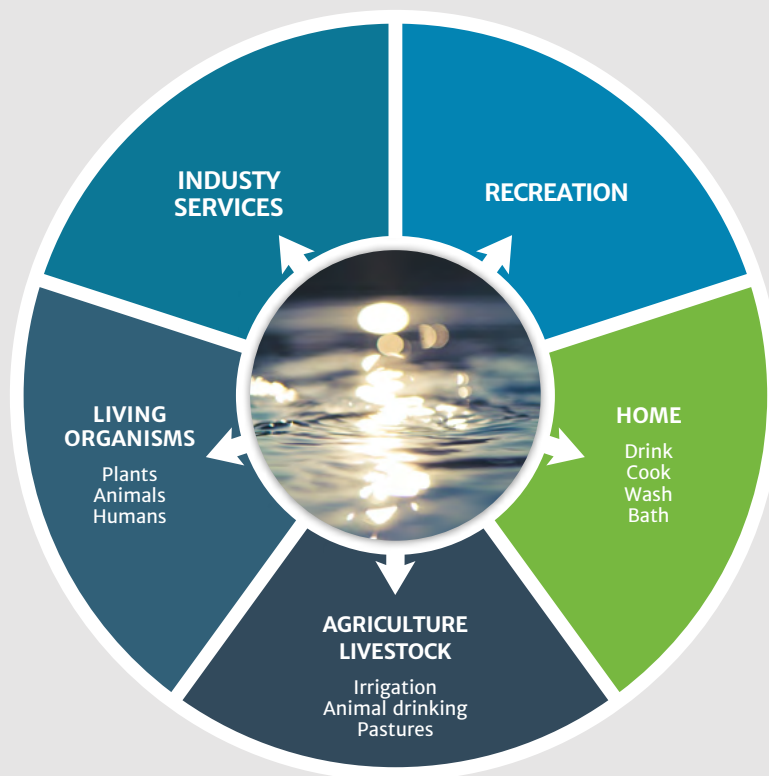 INDUSTY
SERVICES
RECREATION
HOME
Drink
Cook
Wash
Bath
AGRICULTURE
LIVESTOCK
Irrigation
Animal drinking
Pastures
LIVING
ORGANISMS
Plants
Animals
Humans